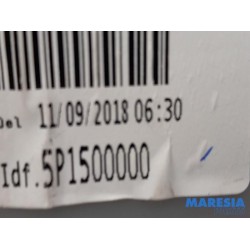 Del 11/09/2018 06:30
Idf.5P1500000
MARESIA